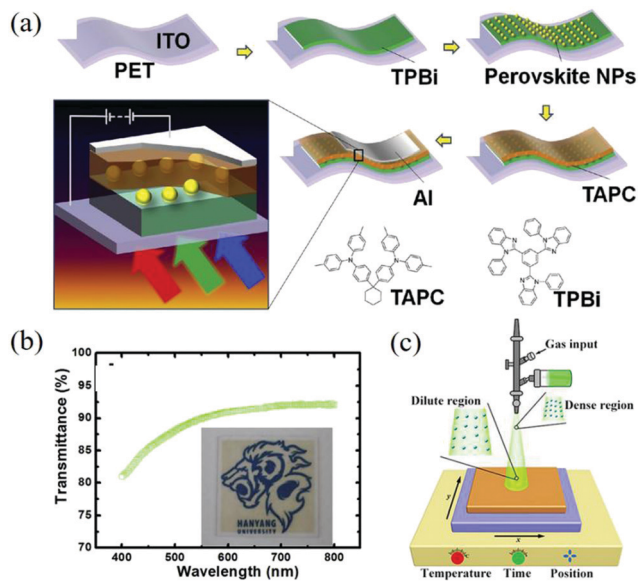 (a)
ITO
PET
TPBi
Perovskite NPs
Al
TAPC
TAPC
TPBi
(b)
Transmittance (%)
100
95
90
85
80
75
70
400 500 600 700 800
Wavelength (nm)
HANYANG
UNIVERSITY
(c)
Gas input
Dilute region
Dense region
y
x
Temperature Time Position